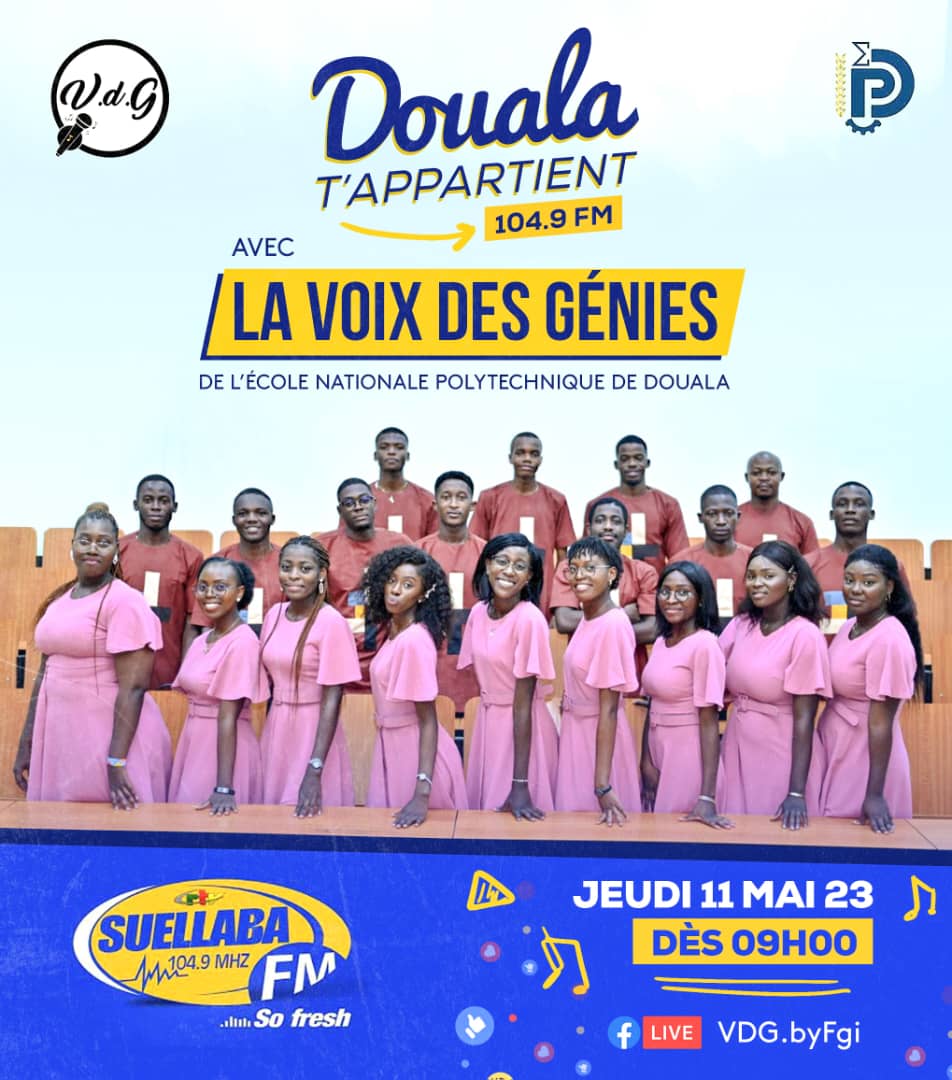 V.d.G
Douala
T'APPARTIENT
104.9 FM
AVEC
LA VOIX DES GÉNIES
DE L'ÉCOLE NATIONALE POLYTECHNIQUE DE DOUALA
SUELLABA
104.9 MHZ
FM
So fresh
JEUDI 11 MAI 23
DÈS 09H00
LIVE VDG.byFgi